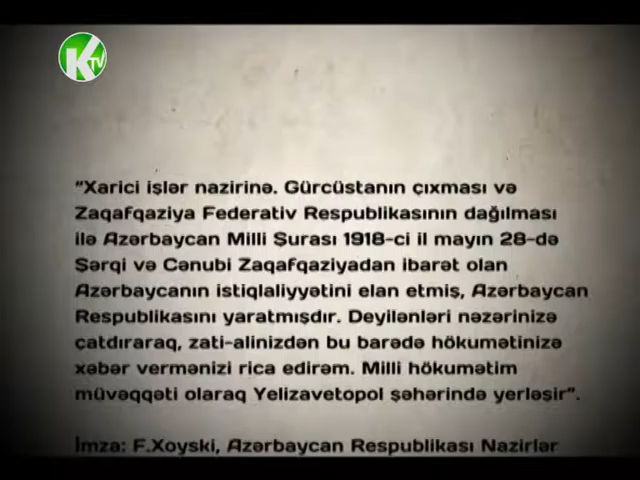 KTV
"Xarici işlər nazirinə. Gürcüstanın çıxması və
Zaqafqaziya Federativ Respublikasının dağılması
ilə Azərbaycan Milli Şurası 1918-ci il mayın 28-də
Şərqi və Cənubi Zaqafqaziyadan ibarət olan
Azərbaycanın istiqlaliyyətini elan etmiş, Azərbaycan
Respublikasını yaratmışdır. Deyilənləri nəzərinizə
çatdıraraq, zati-alinizdən bu barədə hökumətinizə
xəbər vermənizi rica edirəm. Milli hökumətim
müvəqqəti olaraq Yelizavetopol şəhərində yerləşir".
İmza: F.Xoyski, Azərbaycan Respublikası Nazirlər